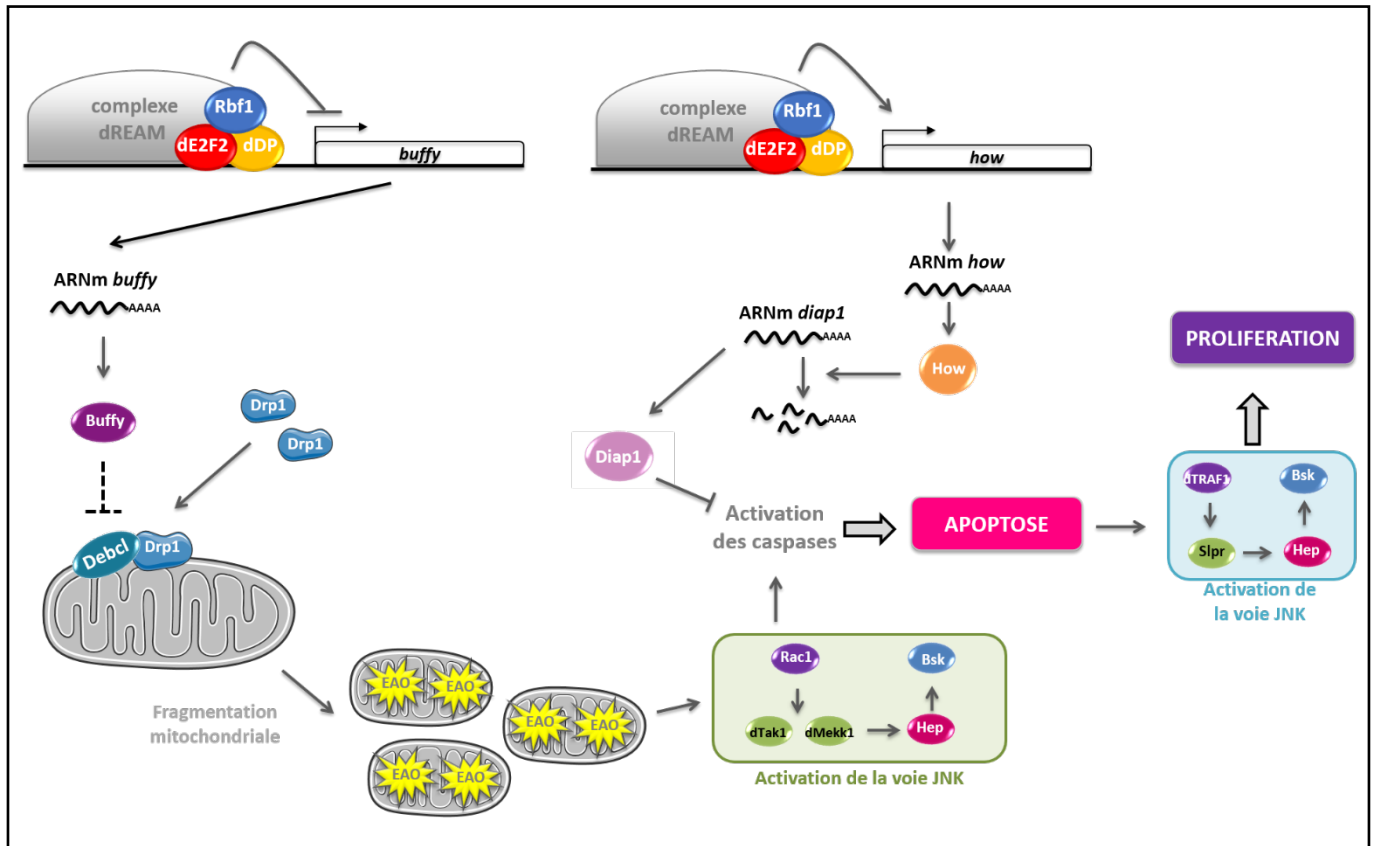 complexe
dREAM
Rbf1
dE2F2
dDP
buffy
complexe
dREAM
Rbf1
dE2F2
dDP
how
ARNm buffy
AAAA
Buffy
Drp1
Drp1
Debcl
Drp1
Fragmentation
mitochondriale
EAO
EAO
EAO
EAO
EAO
EAO
ARNm how
AAAA
How
ARNm diap1
AAAA
AAAA
Diap1
Activation
des caspases
APOPTOSE
PROLIFERATION
dTRAF1
Bsk
Slpr
Hep
Activation de
la voie JNK
Rac1
Bsk
dTak1
dMekk1
Hep
Activation de la voie JNK